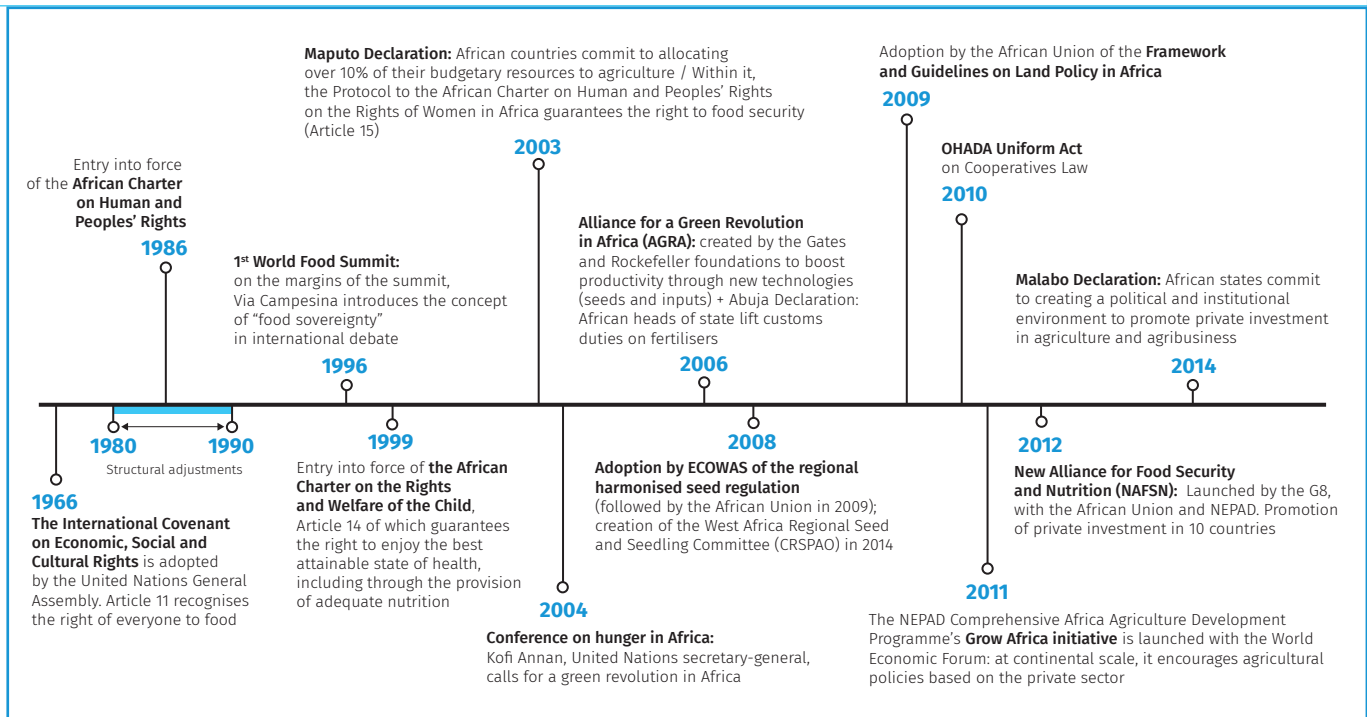 Maputo Declaration: African countries commit to allocating
over 10% of their budgetary resources to agriculture / Within it,
the Protocol to the African Charter on Human and Peoples’ Rights
on the Rights of Women in Africa guarantees the right to food security
(Article 15)
2003
Adoption by the African Union of the Framework
and Guidelines on Land Policy in Africa
2009
OHADA Uniform Act
on Cooperatives Law
2010
Entry into force
of the African Charter
on Human and
Peoples’ Rights
1986
1st World Food Summit:
on the margins of the summit,
Via Campesina introduces the concept
of “food sovereignty”
in international debate
1996
Alliance for a Green Revolution
in Africa (AGRA): created by the Gates
and Rockefeller foundations to boost
productivity through new technologies
(seeds and inputs) + Abuja Declaration:
African heads of state lift customs
duties on fertilisers
2006
Malabo Declaration: African states commit
to creating a political and institutional
environment to promote private investment
in agriculture and agribusiness
2014
1980
1990
Structural adjustments
1966
The International Covenant
on Economic, Social and
Cultural Rights is adopted
by the United Nations General
Assembly. Article 11 recognises
the right of everyone to food
1999
Entry into force of the African
Charter on the Rights
and Welfare of the Child,
Article 14 of which guarantees
the right to enjoy the best
attainable state of health,
including through the provision
of adequate nutrition
2004
Conference on hunger in Africa:
Kofi Annan, United Nations secretary-general,
calls for a green revolution in Africa
2008
Adoption by ECOWAS of the regional
harmonised seed regulation
(followed by the African Union in 2009);
creation of the West Africa Regional Seed
and Seedling Committee (CRSPAO) in 2014
2012
New Alliance for Food Security
and Nutrition (NAFSN): Launched by the G8,
with the African Union and NEPAD. Promotion
of private investment in 10 countries
2011
The NEPAD Comprehensive Africa Agriculture Development
Programme’s Grow Africa initiative is launched with the World
Economic Forum: at continental scale, it encourages agricultural
policies based on the private sector